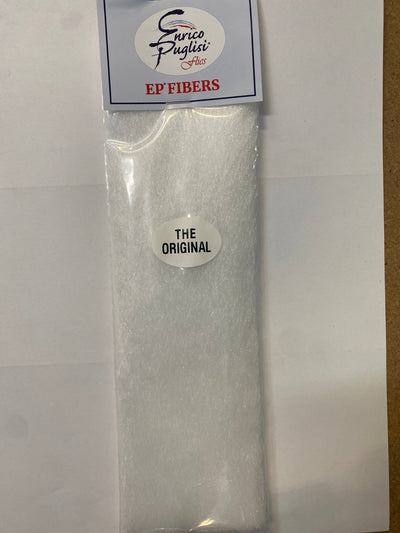 Enrico
Puglisi®
Flies
EP® FIBERS
THE
ORIGINAL